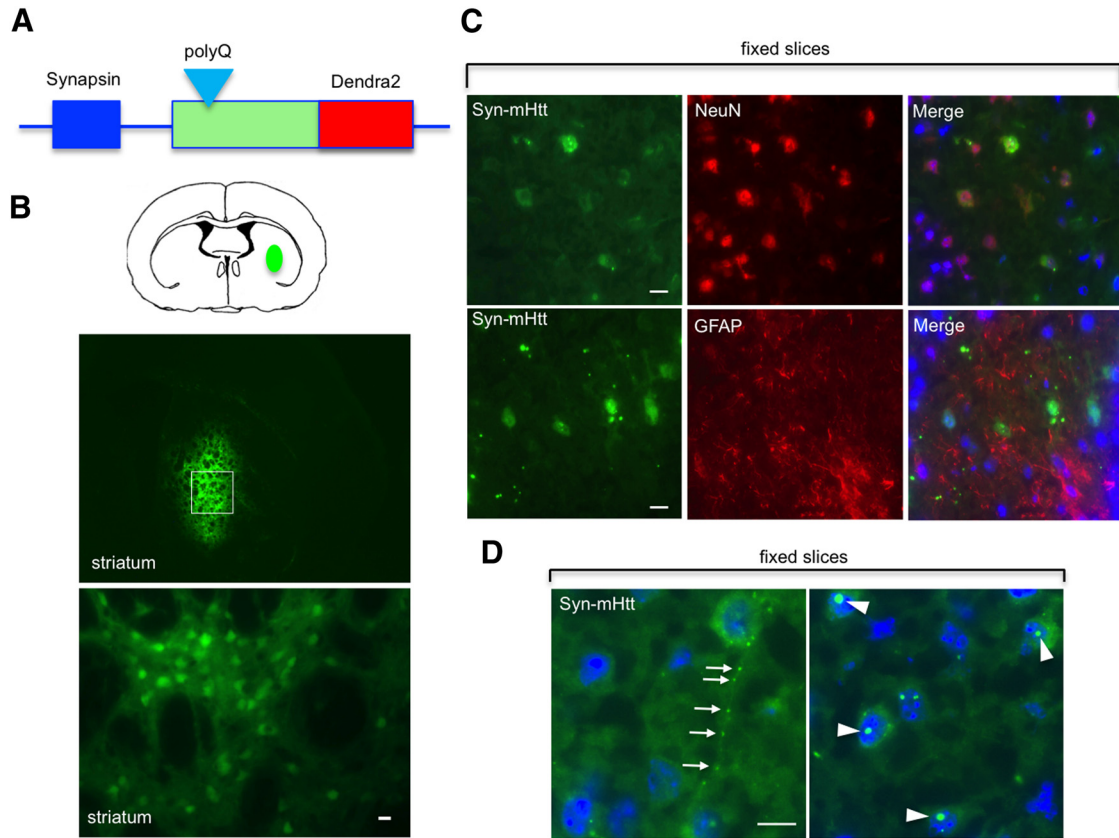 A
polyQ
Synapsin
Dendra2
B
striatum
striatum
C
fixed slices
Syn-mHtt
NeuN
Merge
Syn-mHtt
GFAP
Merge
D
fixed slices
Syn-mHtt